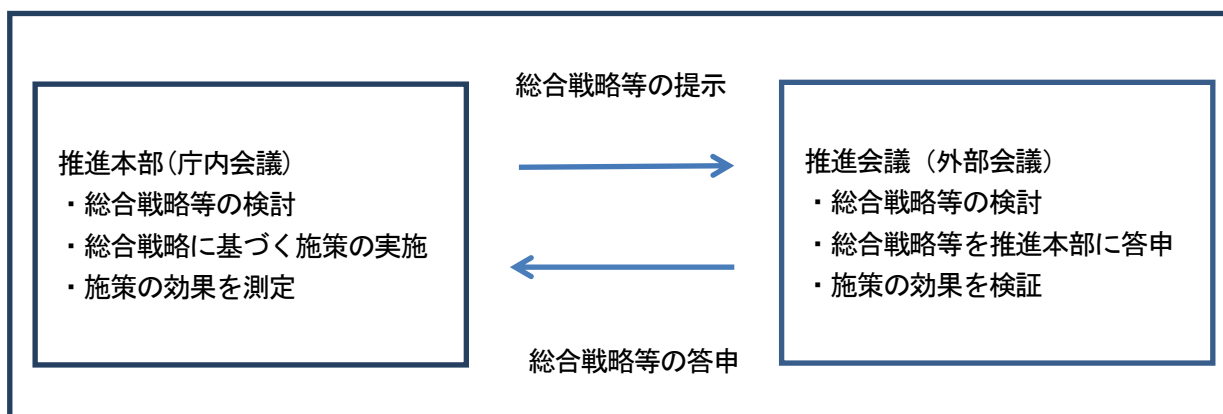 総合戦略等の提示
推進本部(庁内会議)
・総合戦略等の検討
・総合戦略に基づく施策の実施
・施策の効果を測定
推進会議（外部会議）
・総合戦略等の検討
・総合戦略等を推進本部に答申
・施策の効果を検証
総合戦略等の答申